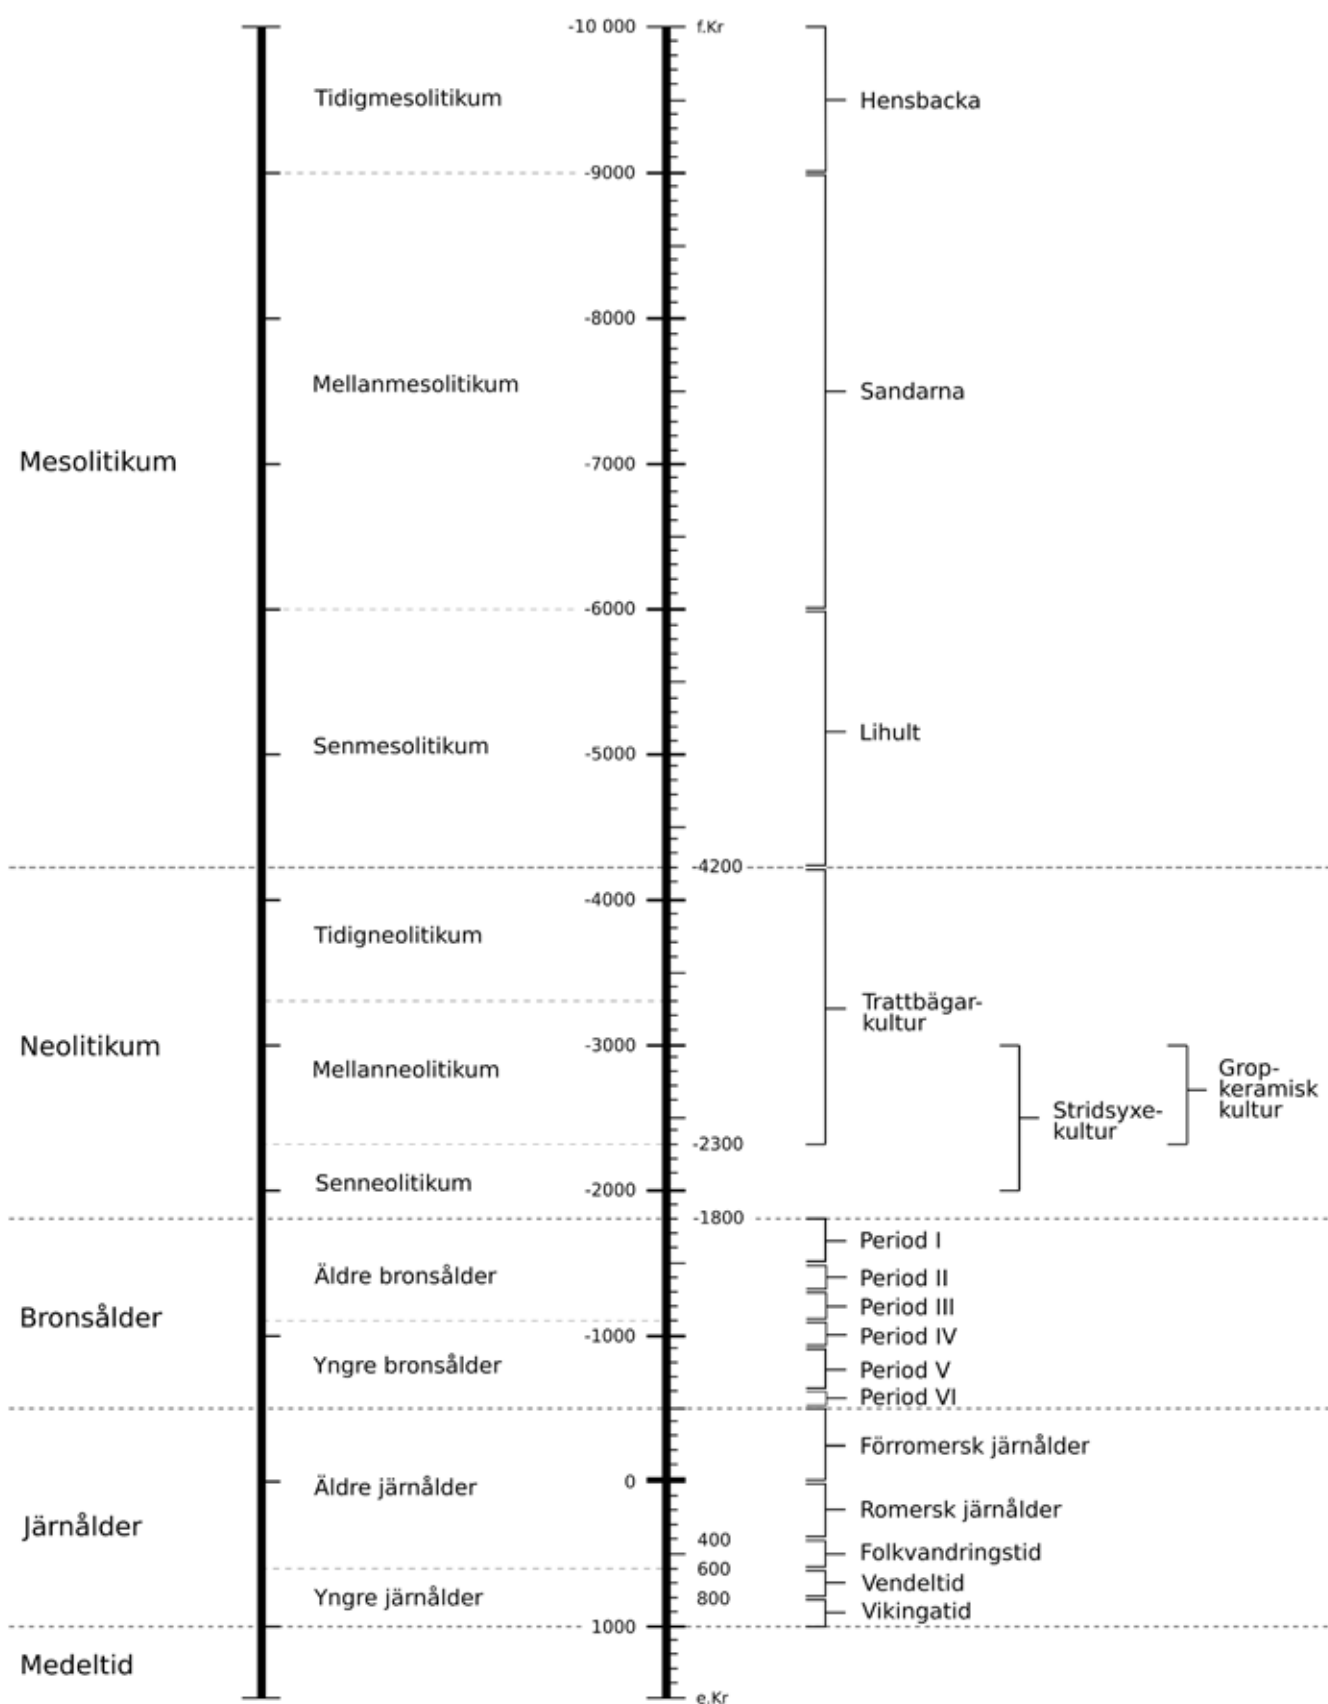 -10 000
f.Kr
Tidigmesolitikum
Hensbacka
-9000
-8000
Mellanmesolitikum
Sandarna
Mesolitikum
-7000
-6000
Senmesolitikum
Lihult
-5000
-4200
-4000
Tidigneolitikum
Trattbägar-
kultur
Neolitikum
-3000
Mellanneolitikum
Grop-
keramisk
kultur
Stridsyxe-
kultur
-2300
Senneolitikum
-2000
-1800
Period I
Äldre bronsålder
Period II
Period III
Bronsålder
-1000
Period IV
Yngre bronsålder
Period V
Period VI
Förromersk järnålder
0
Äldre järnålder
Romersk järnålder
Järnålder
400
Folkvandringstid
600
Vendeltid
800
Yngre järnålder
Vikingatid
1000
Medeltid
e.Kr